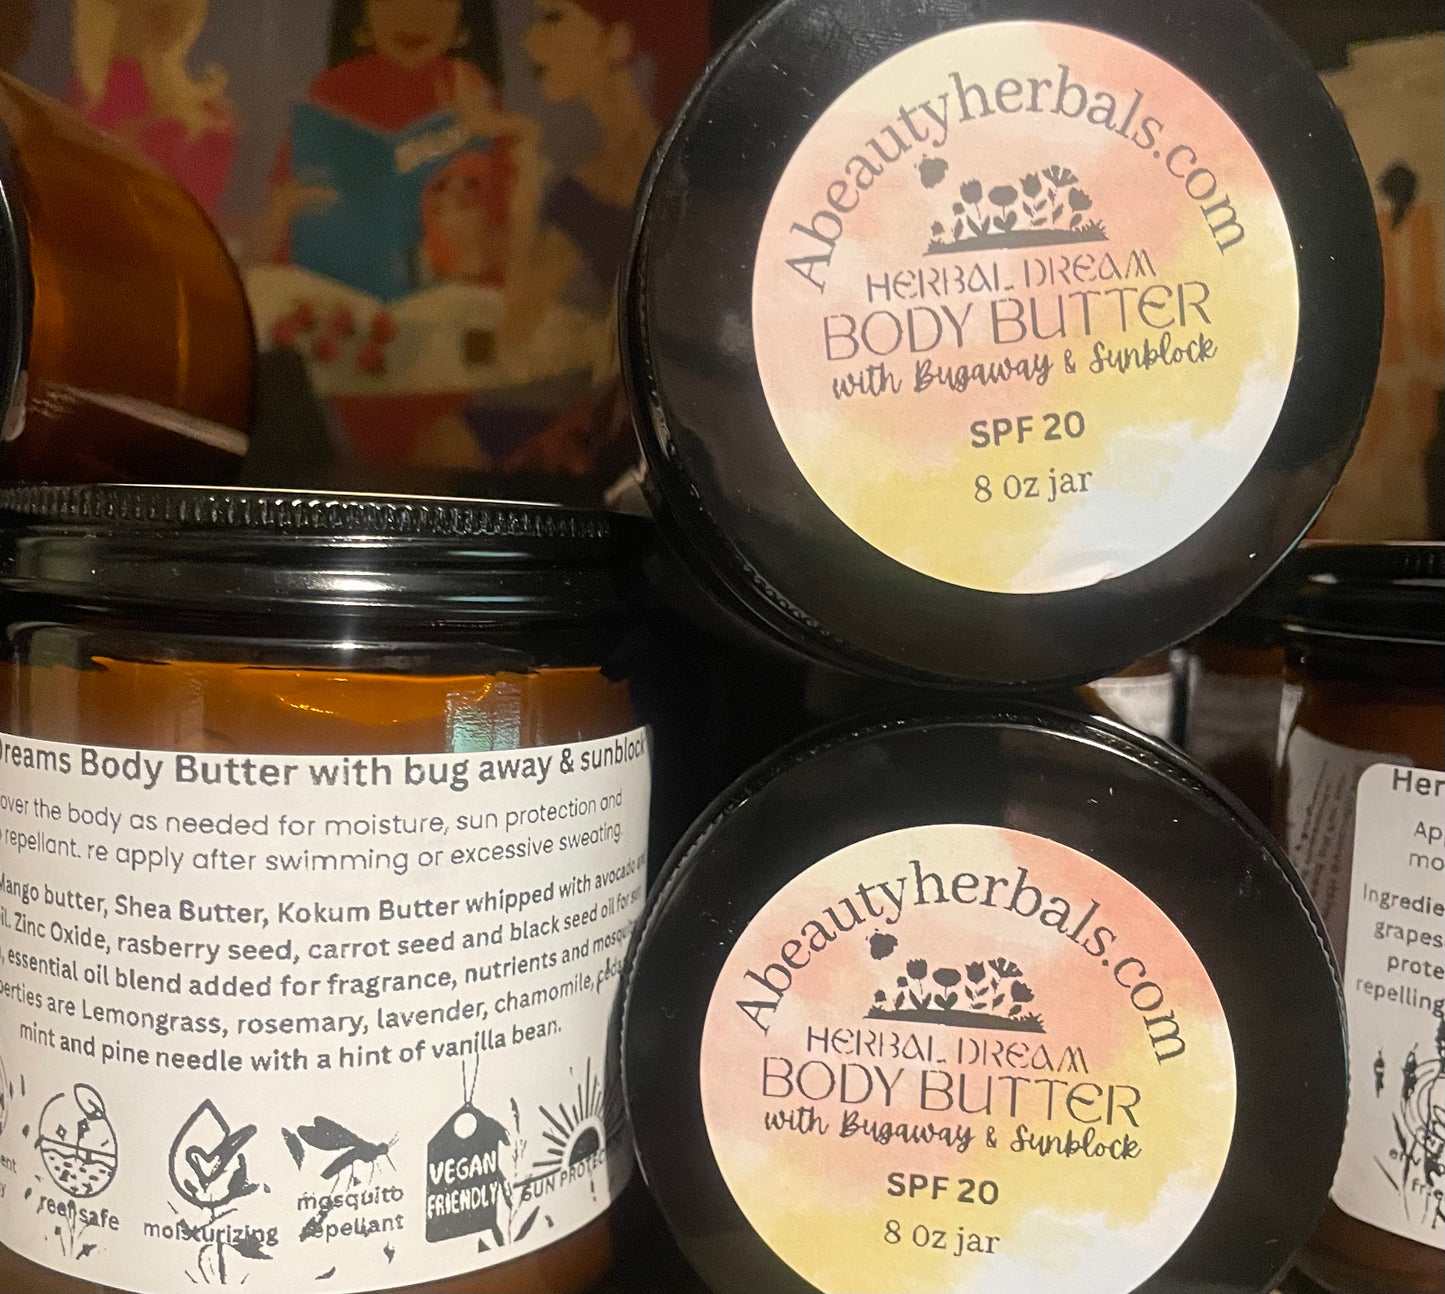 Abeautyherbals.com
HERBAL DREAM
BODY BUTTER
with Bugaway & Sunblock
SPF 20
8 Oz jar
Dreams Body Butter with bug away & sunblock
over the body as needed for moisture, sun protection and
repellant. re apply after swimming or excessive sweating.
Mango butter, Shea Butter, Kokum Butter whipped with avocado
Zinc Oxide, rasberry seed, carrot seed and black seed oil for
essential oil blend added for fragrance, nutrients and
are Lemongrass, rosemary, lavender, chamomile,
mint and pine needle with a hint of vanilla bean.
reef safe
moisturizing
mosquito
repellant
VEGAN
FRIENDLY
SUN
Abeautyherbals.com
HERBAL DREAM
BODY BUTTER
with Bugaway & Sunblock
SPF 20
8 Oz jar
Her
Ap
mo
Ingredie
grapes
prote
repelling